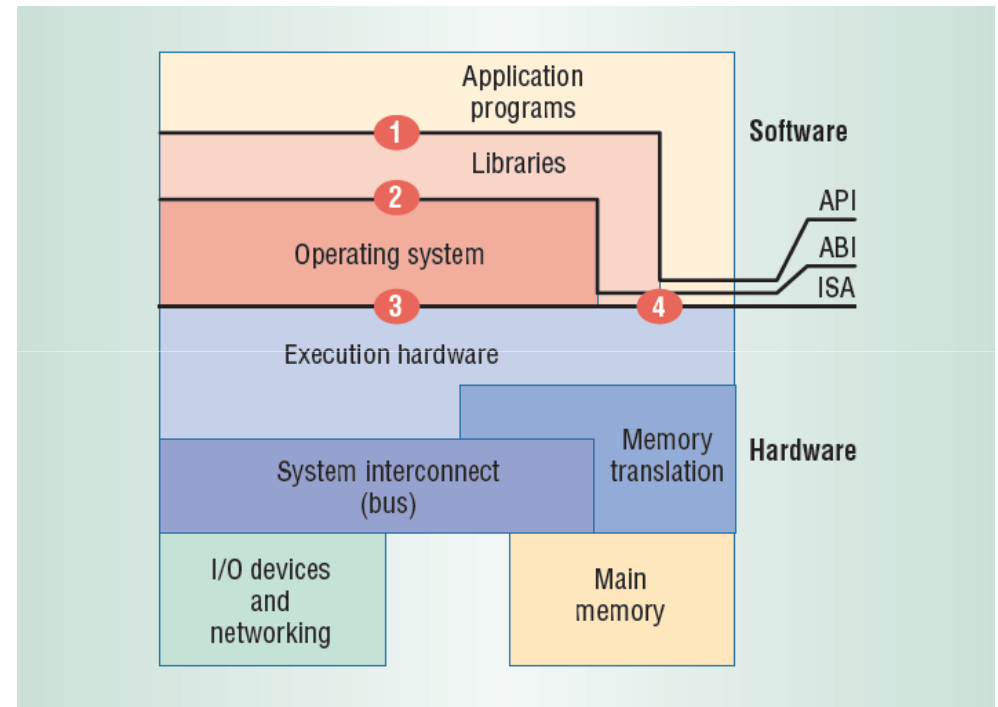 Application
programs
Software
1
Libraries
2
API
Operating system
ABI
ISA
3
4
Execution hardware
Memory
translation
Hardware
System interconnect
(bus)
I/O devices
and
networking
Main
memory